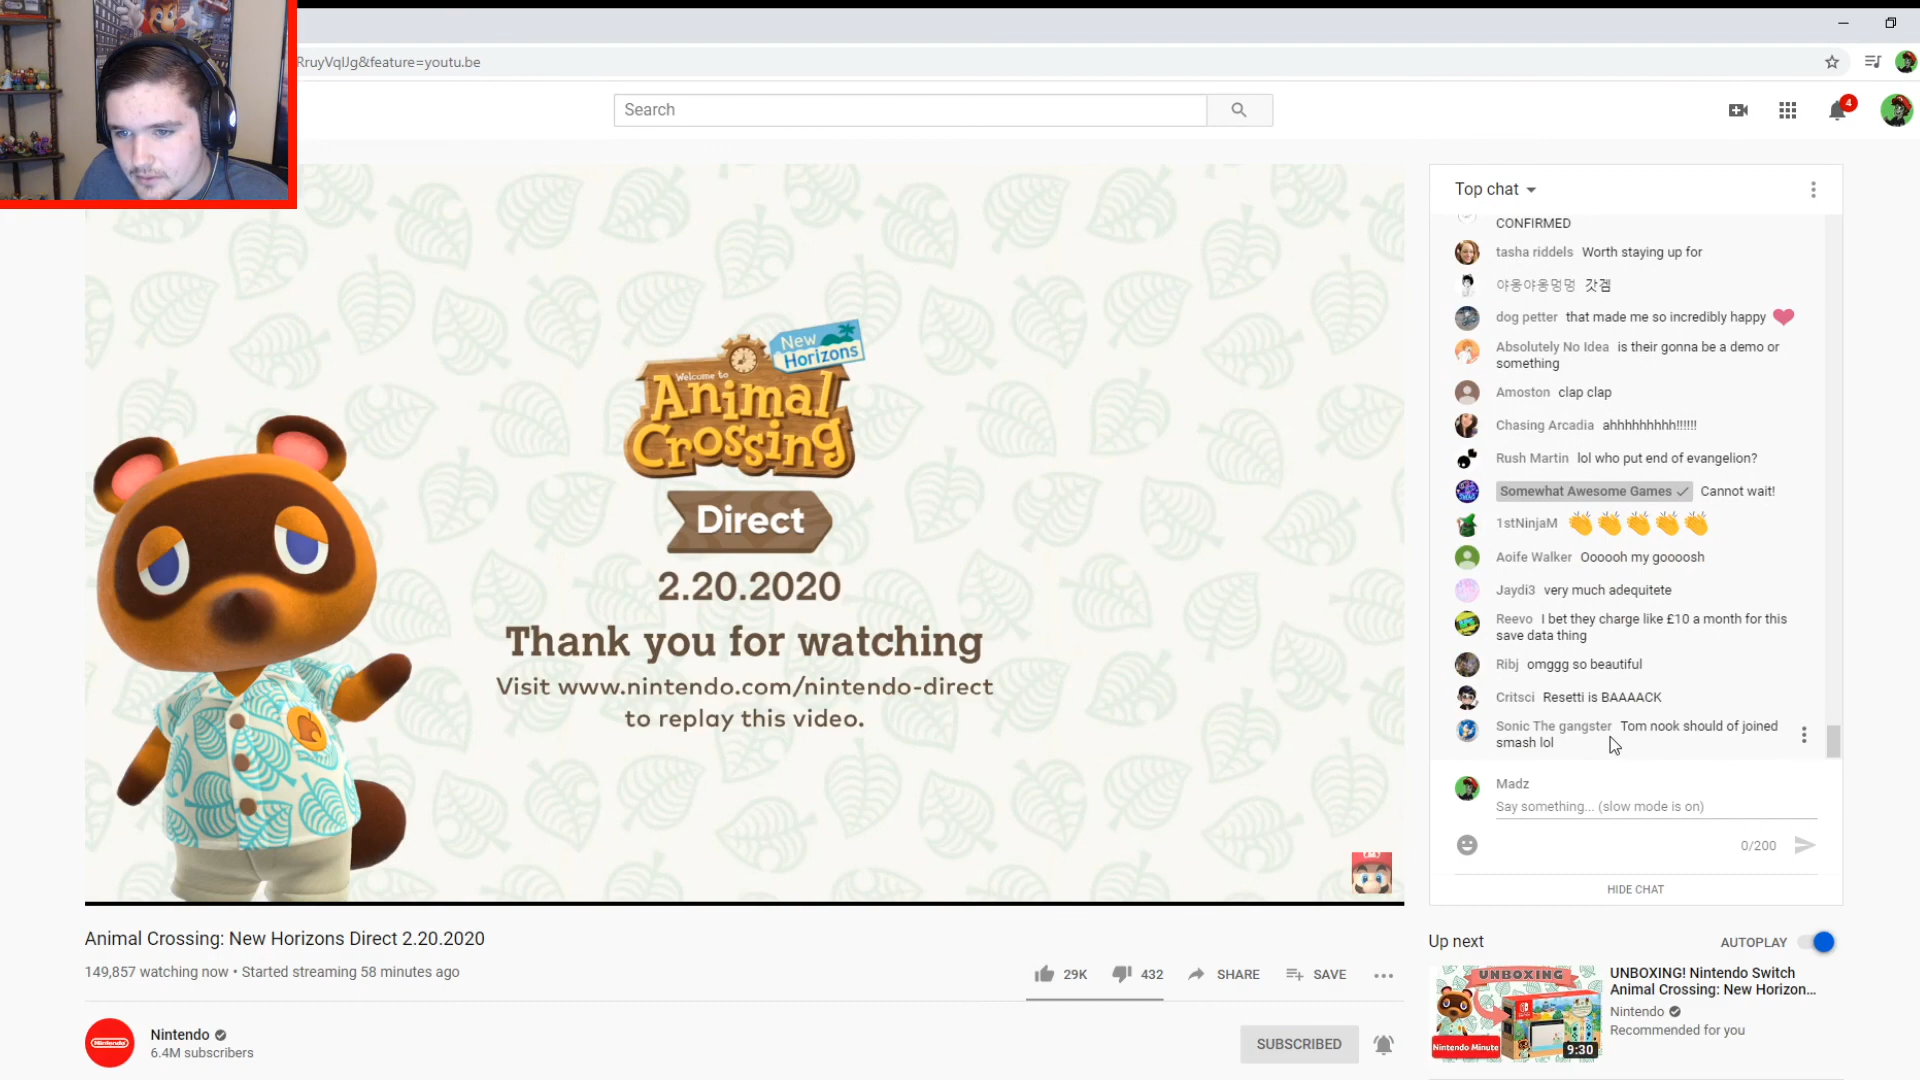 RruyVqlJg&feature=youtu.be
Search
4
Top chat
CONFIRMED
tasha riddels Worth staying up for
야옹야옹멍멍 갓겜
dog petter that made me so incredibly happy
Absolutely No Idea is their gonna be a demo or
something
Amoston clap clap
Chasing Arcadia ahhhhhhhhh!!!!!!
Rush Martin lol who put end of evangelion?
Somewhat Awesome Games Cannot wait!
1stNinjaM
Aoife Walker Oooooh my goooosh
Jaydi3 very much adequitete
Reevo I bet they charge like £10 a month for this
save data thing
Ribj omggg so beautiful
Critsci Resetti is BAAAACK
Sonic The gangster Tom nook should of joined
smash lol
Madz
Say something... (slow mode is on)
0/200
HIDE CHAT
New
Horizons
Welcome to
Animal
Crossing
Direct
2.20.2020
Thank you for watching
Visit www.nintendo.com/nintendo-direct
to replay this video.
Animal Crossing: New Horizons Direct 2.20.2020
149,857 watching now • Started streaming 58 minutes ago
29K 432 SHARE SAVE
Nintendo
Nintendo
6.4M subscribers
SUBSCRIBED
Up next AUTOPLAY
UNBOXING
Nintendo Minute
9:30
UNBOXING! Nintendo Switch
Animal Crossing: New Horizon...
Nintendo
Recommended for you